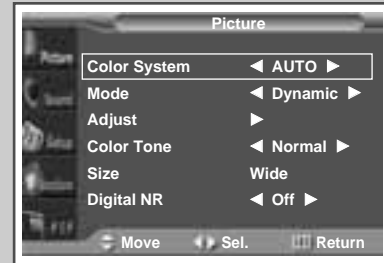 Picture
Color System ◀ AUTO ▶
Mode ◀ Dynamic ▶
Adjust ▶
Color Tone ◀ Normal ▶
Size Wide
Digital NR ◀ Off ▶
Move Sel. Return